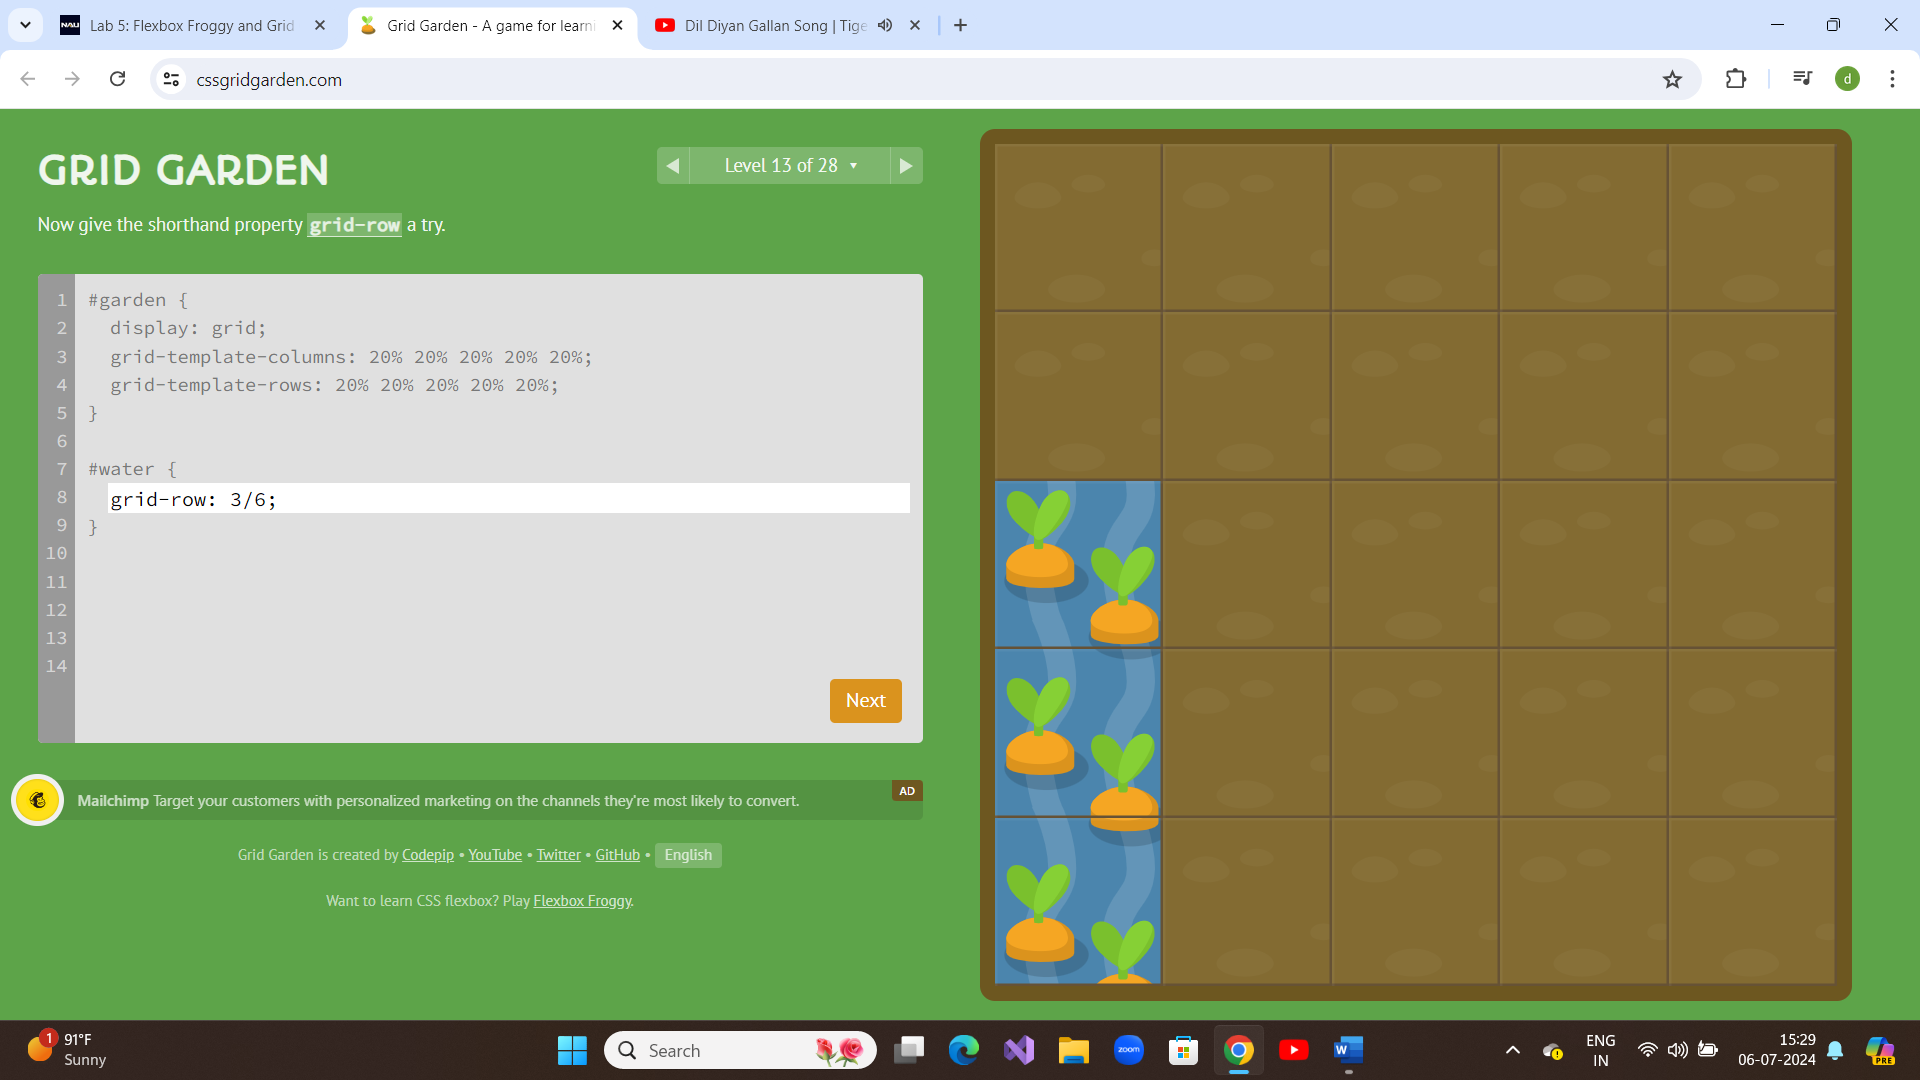 NAU Lab 5: Flexbox Froggy and Grid
Grid Garden - A game for learni
Dil Diyan Gallan Song | Tige
cssgridgarden.com
d
GRID GARDEN
Level 13 of 28
Now give the shorthand property grid-row a try.
1 #garden {
2 display: grid;
3 grid-template-columns: 20% 20% 20% 20% 20%;
4 grid-template-rows: 20% 20% 20% 20% 20%;
5 }
6
7 #water {
8 grid-row: 3/6;
9 }
10
11
12
13
14
Next
Mailchimp Target your customers with personalized marketing on the channels they're most likely to convert.
AD
Grid Garden is created by Codepip • YouTube • Twitter • GitHub • English
Want to learn CSS flexbox? Play Flexbox Froggy.
1
91°F
Sunny
Search
zoom
W
ENG
IN
15:29
06-07-2024
PRE